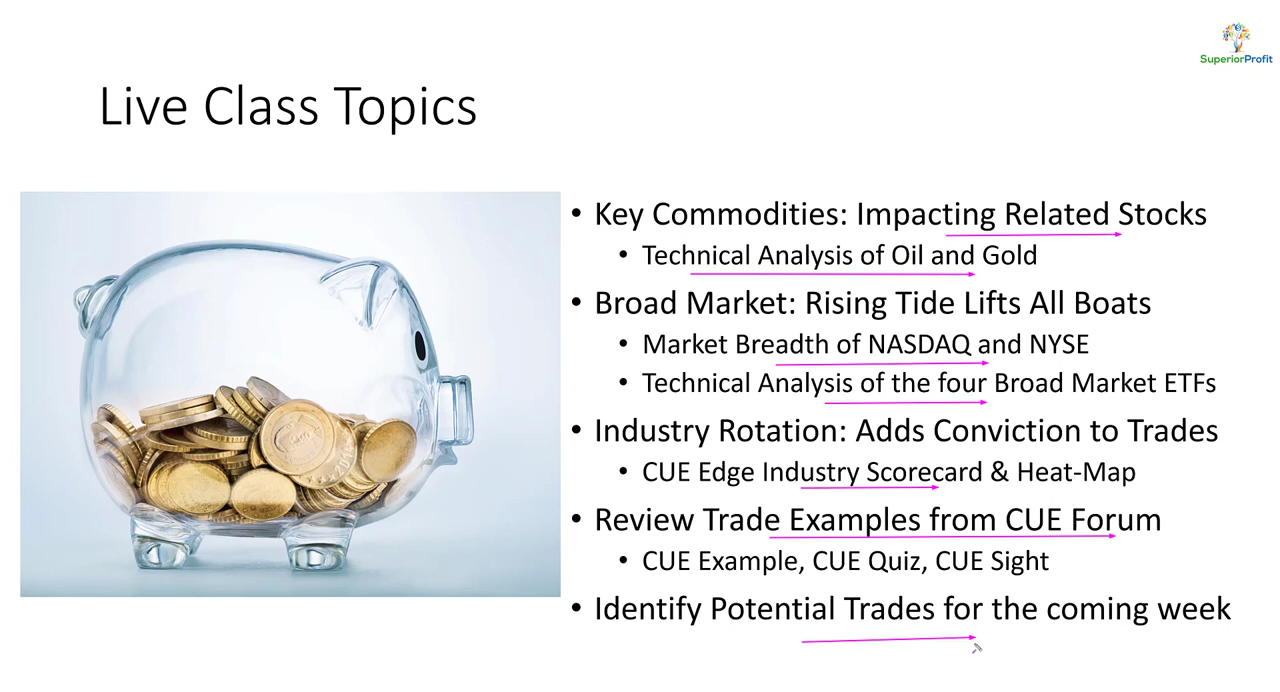 SuperiorProfit
Live Class Topics
• Key Commodities: Impacting Related Stocks
• Technical Analysis of Oil and Gold
• Broad Market: Rising Tide Lifts All Boats
• Market Breadth of NASDAQ and NYSE
• Technical Analysis of the four Broad Market ETFs
• Industry Rotation: Adds Conviction to Trades
• CUE Edge Industry Scorecard & Heat-Map
• Review Trade Examples from CUE Forum
• CUE Example, CUE Quiz, CUE Sight
• Identify Potential Trades for the coming week